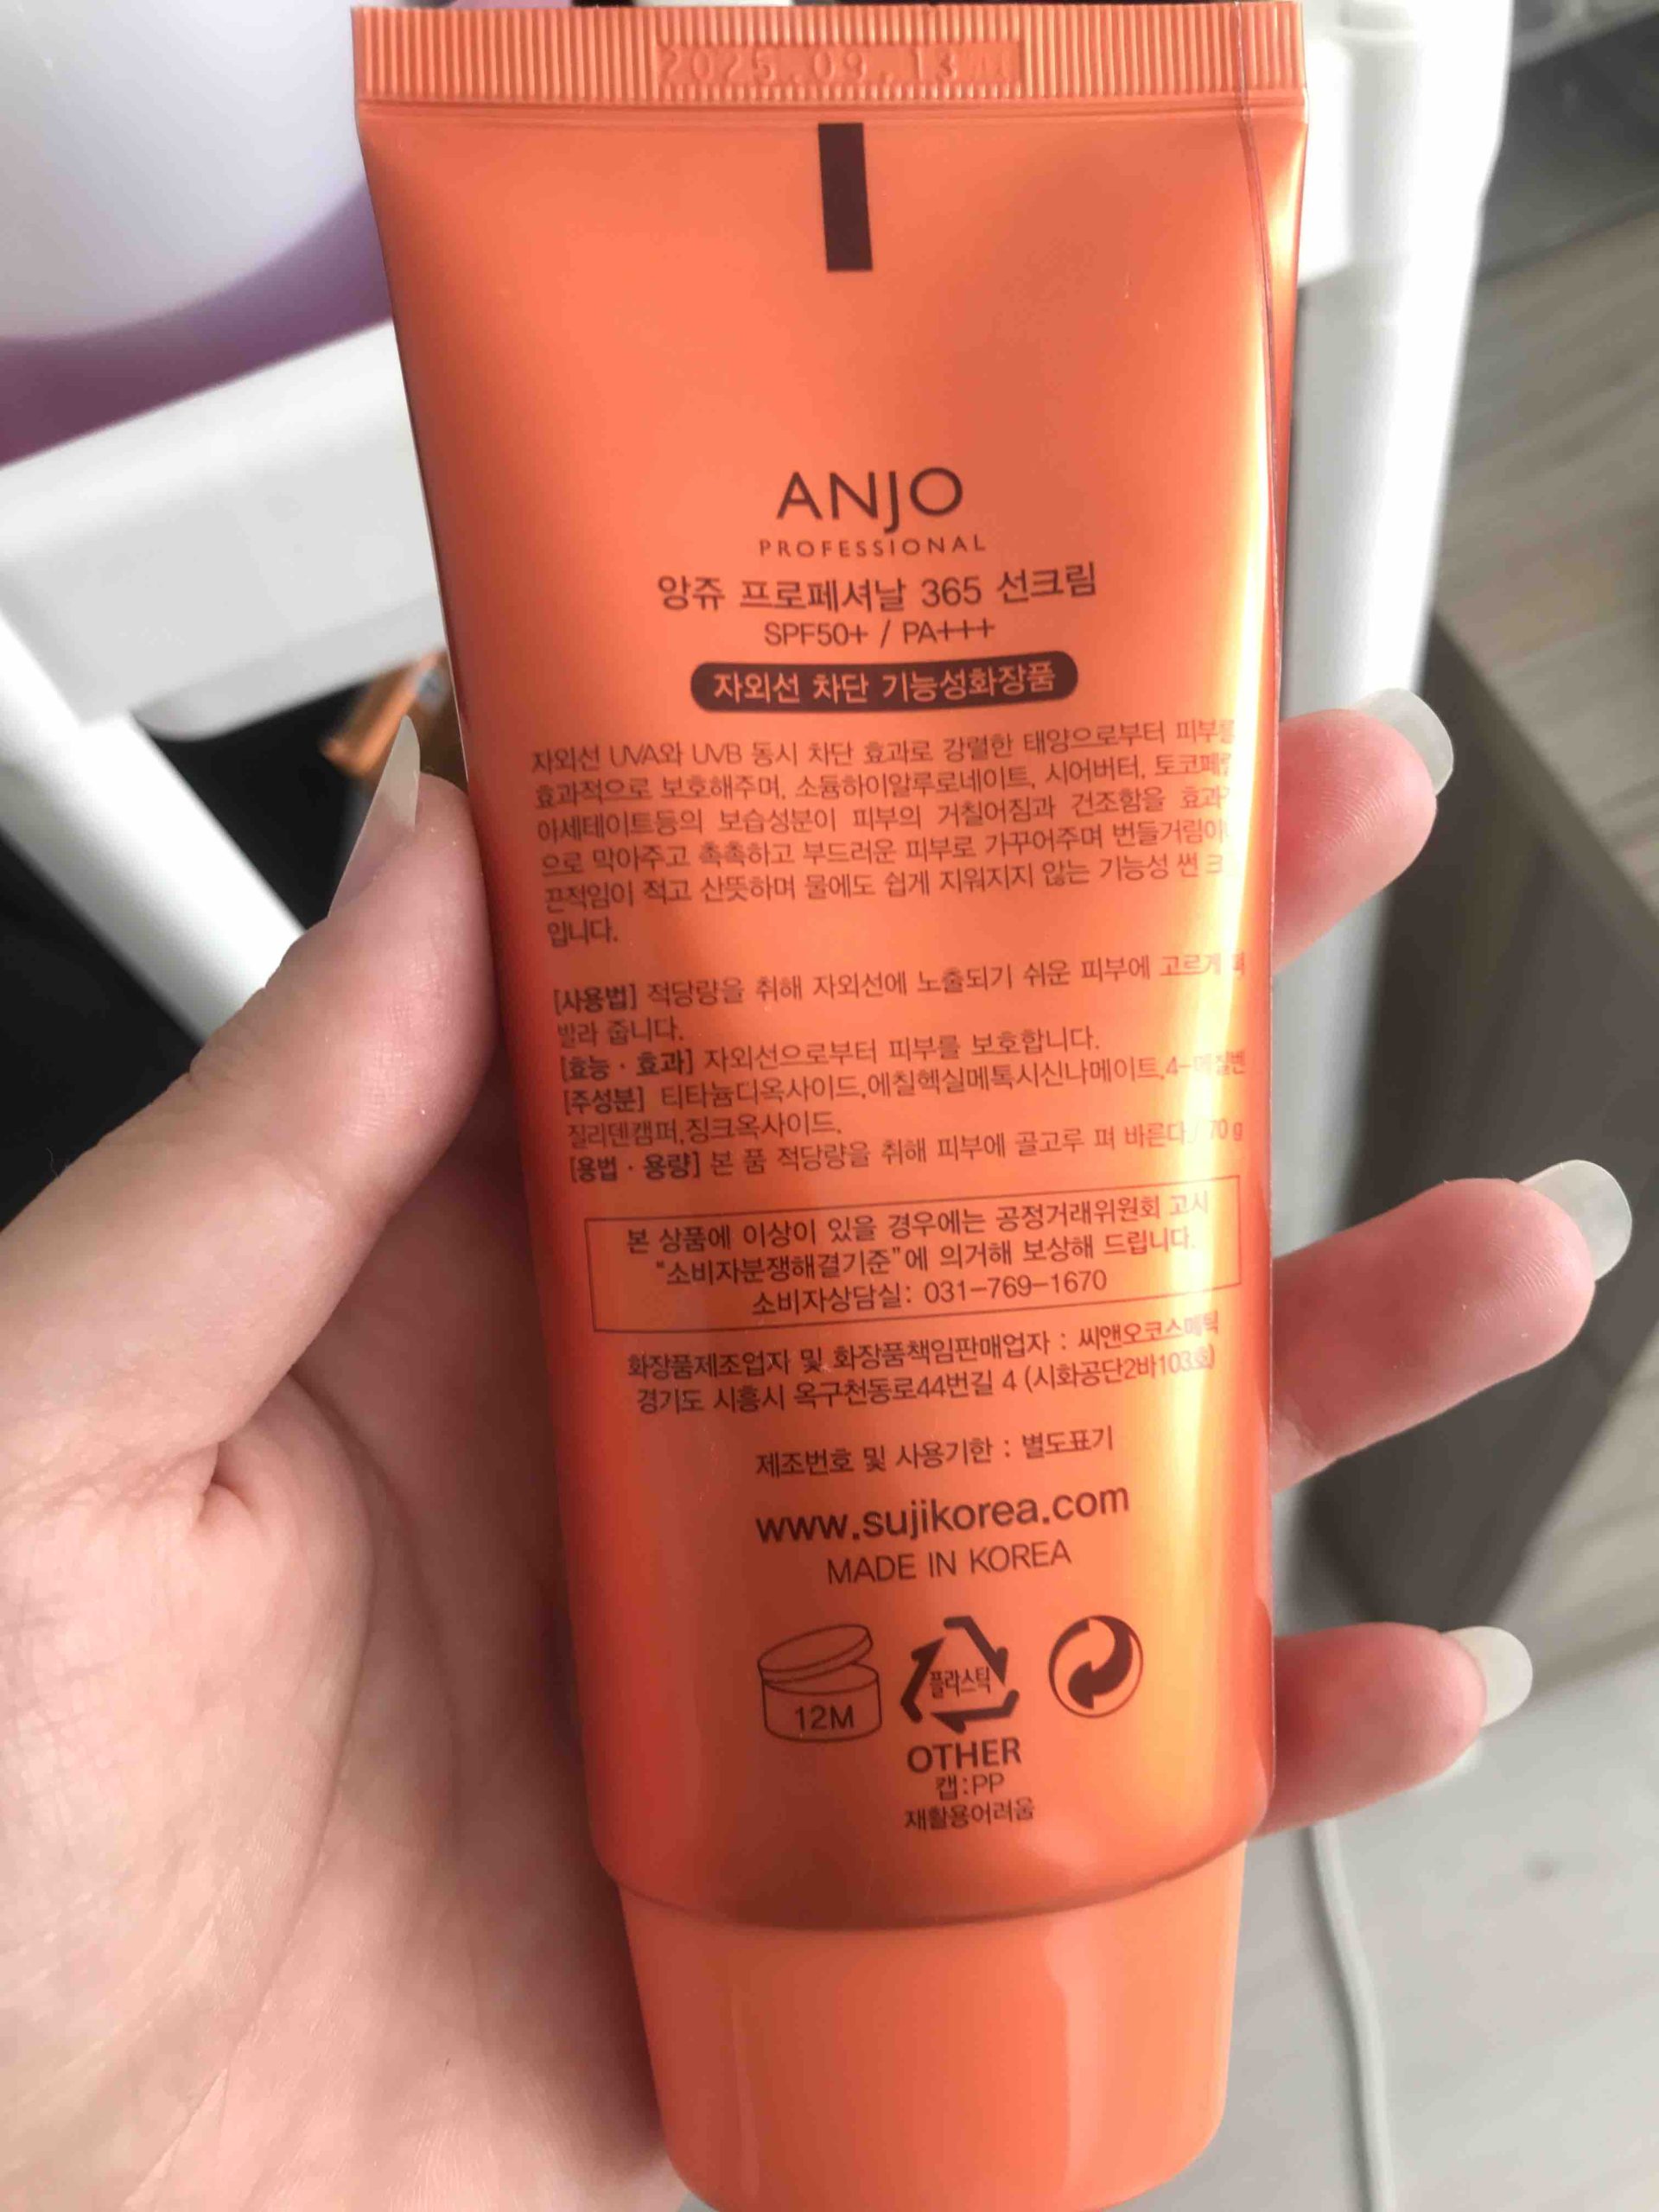 2025.09.13
ANJO
PROFESSIONAL
앙쥬 프로페셔날 365 선크림
SPF50+ / PA+++
자외선 차단 기능성화장품
자외선 UVA와 UVB 동시 차단 효과로 강렬한 태양으로부터 피부를
효과적으로 보호해주며, 소듐하이알루로네이트, 시어버터, 토코페릴
아세테이트등의 보습성분이 피부의 거칠어짐과 건조함을
으로 막아주고 촉촉하고 부드러운 피부로 가꾸어주며
끈적임이 적고 산뜻하며 물에도 쉽게 지워지지 않는 기능성 썬
입니다.
[사용법] 적당량을 취해 자외선에 노출되기 쉬운 피부에 고르게
발라 줍니다.
[효능 · 효과] 자외선으로부터 피부를 보호합니다.
[주성분] 티타늄디옥사이드,에칠헥실메톡시신나메이트,4-메칠벤
질리덴캠퍼,징크옥사이드.
[용법 · 용량] 본 품 적당량을 취해 피부에 골고루 펴 바른다. 70 g
본 상품에 이상이 있을 경우에는 공정거래위원회 고시
"소비자분쟁해결기준"에 의거해 보상해 드립니다.
소비자상담실: 031-769-1670
화장품제조업자 및 화장품책임판매업자 : 씨앤오코스메틱
경기도 시흥시 옥구천동로44번길 4 (시화공단2바103호)
제조번호 및 사용기한 : 별도표기
www.sujikorea.com
MADE IN KOREA
12M
플라스틱
OTHER
캡:PP
재활용어려움